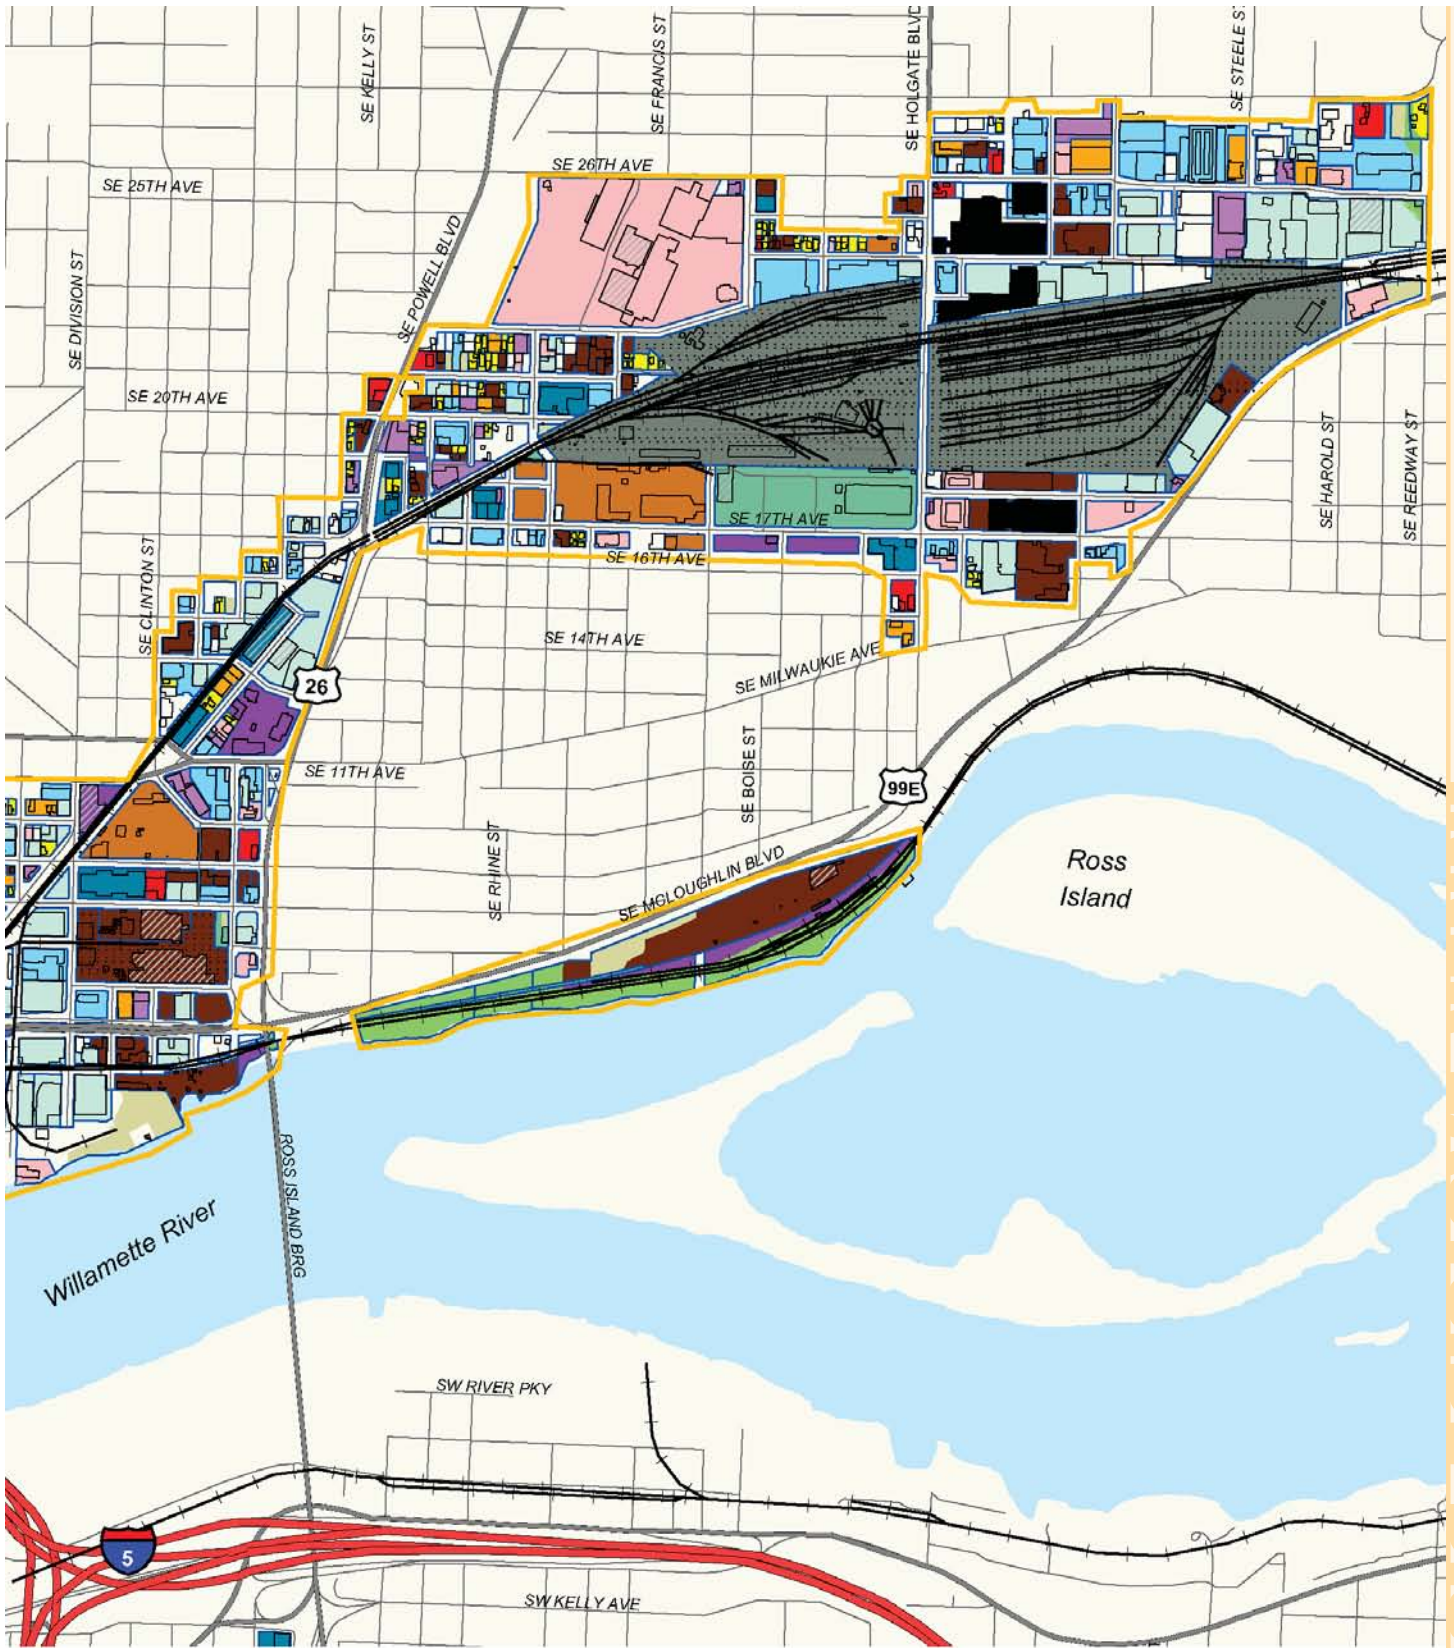 SE KELLY ST
SE FRANCIS ST
SE HOLGATE BLVD
SE STEELE ST
SE 26TH AVE
SE 25TH AVE
SE POWELL BLVD
SE DIVISION ST
SE 20TH AVE
SE HAROLD ST
SE REEDWAY ST
SE 17TH AVE
SE 16TH AVE
SE CLINTON ST
SE 14TH AVE
SE MILWAUKIE AVE
26
SE 11TH AVE
SE BOISE ST
99E
SE RHINE ST
SE MCLOUGHLIN BLVD
Ross
Island
ROSS ISLAND BRG
Willamette River
SW RIVER PKY
5
SW KELLY AVE